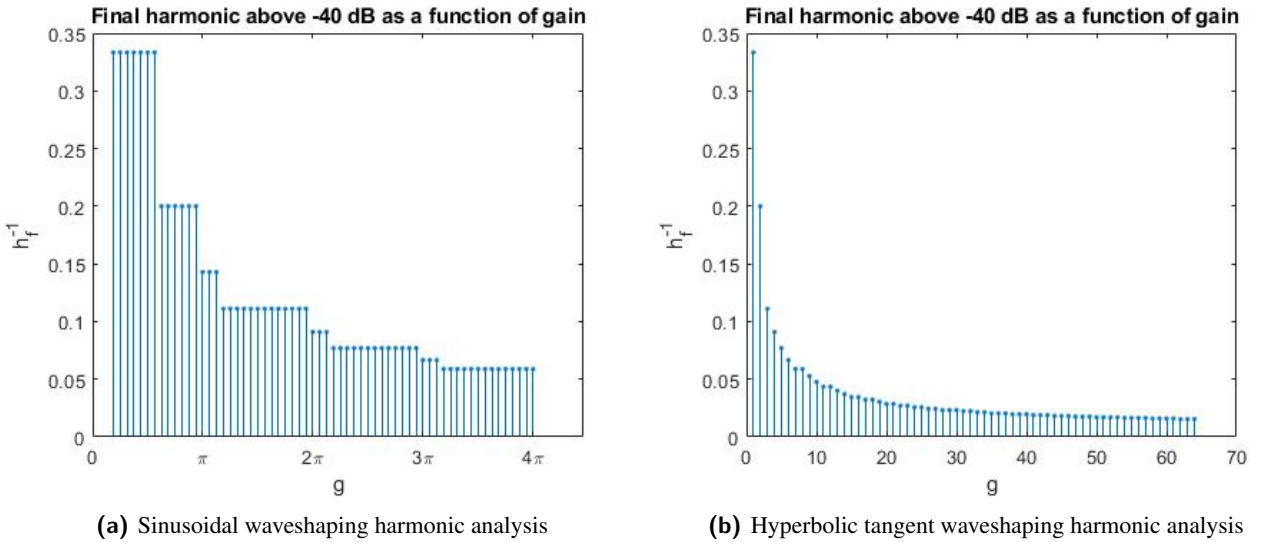 Final harmonic above -40 dB as a function of gain
0.35
0.3
0.25
0.2
0.15
0.1
0.05
0
h_f^-1
0 π 2π 3π 4π
g
(a) Sinusoidal waveshaping harmonic analysis
Final harmonic above -40 dB as a function of gain
0.35
0.3
0.25
0.2
0.15
0.1
0.05
0
h_f^-1
0 10 20 30 40 50 60 70
g
(b) Hyperbolic tangent waveshaping harmonic analysis